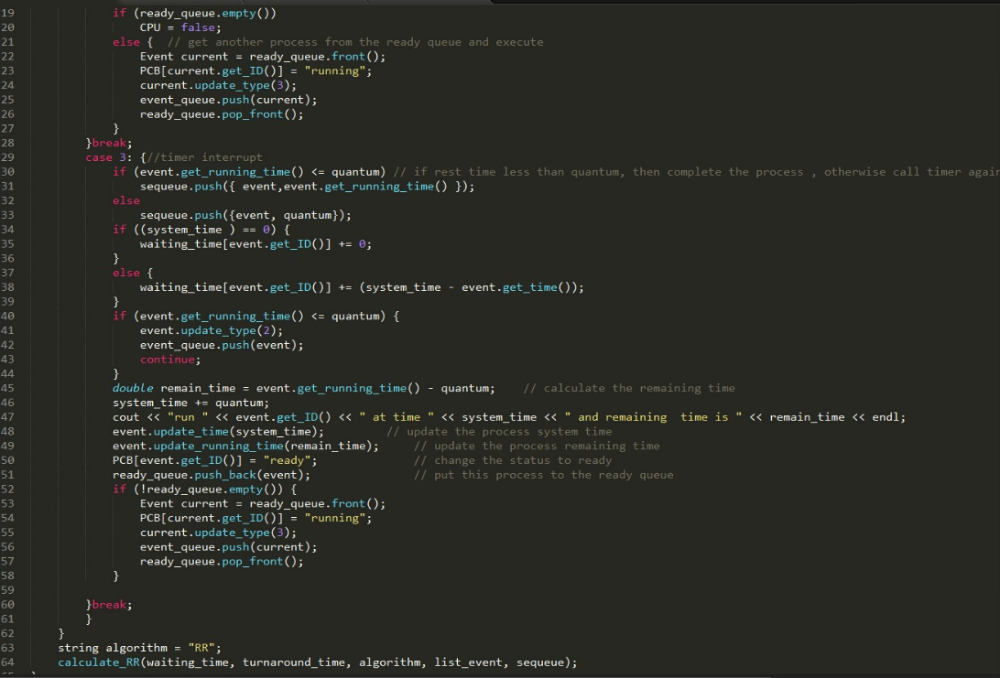 19 if (ready_queue.empty())
20 CPU = false;
21 else { // get another process from the ready queue and execute
22 Event current = ready_queue.front();
23 PCB[current.get_ID()] = "running";
24 current.update_type(3);
25 event_queue.push(current);
26 ready_queue.pop_front();
27 }
28 }break;
29 case 3: {//timer interrupt
30 if (event.get_running_time() <= quantum) // if rest time less than quantum, then complete the process , otherwise call timer again
31 sequeue.push({ event,event.get_running_time() });
32 else
33 sequeue.push({event, quantum});
34 if ((system_time ) == 0) {
35 waiting_time[event.get_ID()] += 0;
36 }
37 else {
38 waiting_time[event.get_ID()] += (system_time - event.get_time());
39 }
40 if (event.get_running_time() <= quantum) {
41 event.update_type(2);
42 event_queue.push(event);
43 continue;
44 }
45 double remain_time = event.get_running_time() - quantum; // calculate the remaining time
46 system_time += quantum;
47 cout << "run " << event.get_ID() << " at time " << system_time << " and remaining  time is " << remain_time << endl;
48 event.update_time(system_time); // update the process system time
49 event.update_running_time(remain_time); // update the process remaining time
50 PCB[event.get_ID()] = "ready"; // change the status to ready
51 ready_queue.push_back(event); // put this process to the ready queue
52 if (!ready_queue.empty()) {
53 Event current = ready_queue.front();
54 PCB[current.get_ID()] = "running";
55 current.update_type(3);
56 event_queue.push(current);
57 ready_queue.pop_front();
58 }
59
60 }break;
61 }
62 }
63 string algorithm = "RR";
64 calculate_RR(waiting_time, turnaround_time, algorithm, list_event, sequeue);